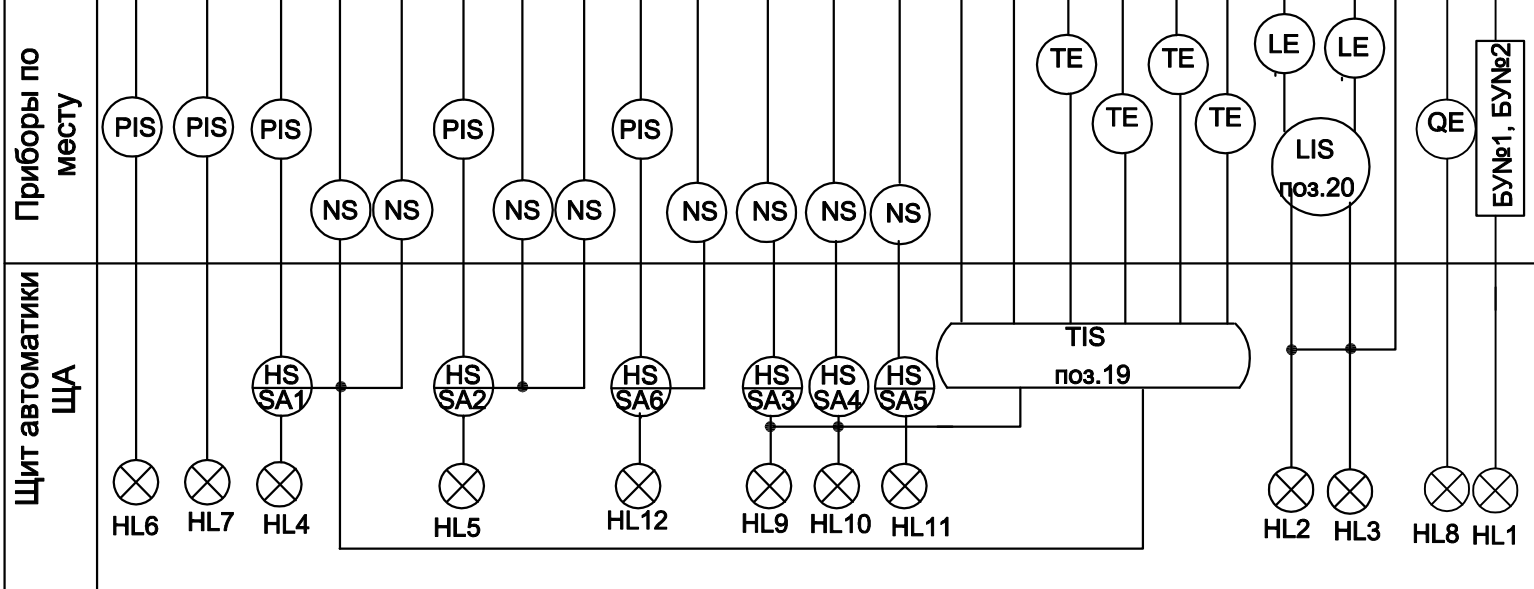 Приборы по
месту
PIS
PIS
PIS
NS
NS
PIS
NS
NS
PIS
NS
NS
NS
NS
TE
TE
TE
TE
LE
LE
LIS
поз.20
QE
БУ№1, БУ№2
Щит автоматики
ЩА
HS
SA1
HS
SA2
HS
SA6
HS
SA3
HS
SA4
HS
SA5
TIS
поз.19
HL6
HL7
HL4
HL5
HL12
HL9
HL10
HL11
HL2
HL3
HL8
HL1